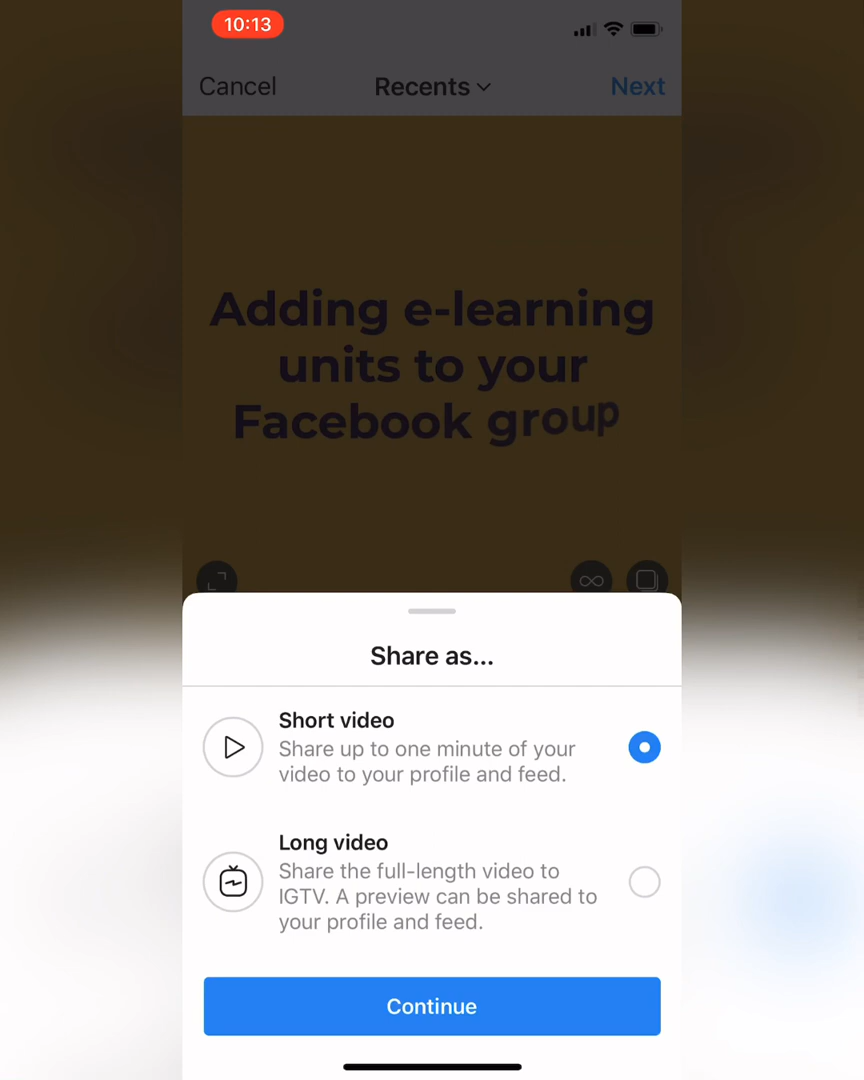 10:13
Cancel
Recents
Next
Adding e-learning
units to your
Facebook group
Share as...
Short video
Share up to one minute of your
video to your profile and feed.
Long video
Share the full-length video to
IGTV. A preview can be shared to
your profile and feed.
Continue